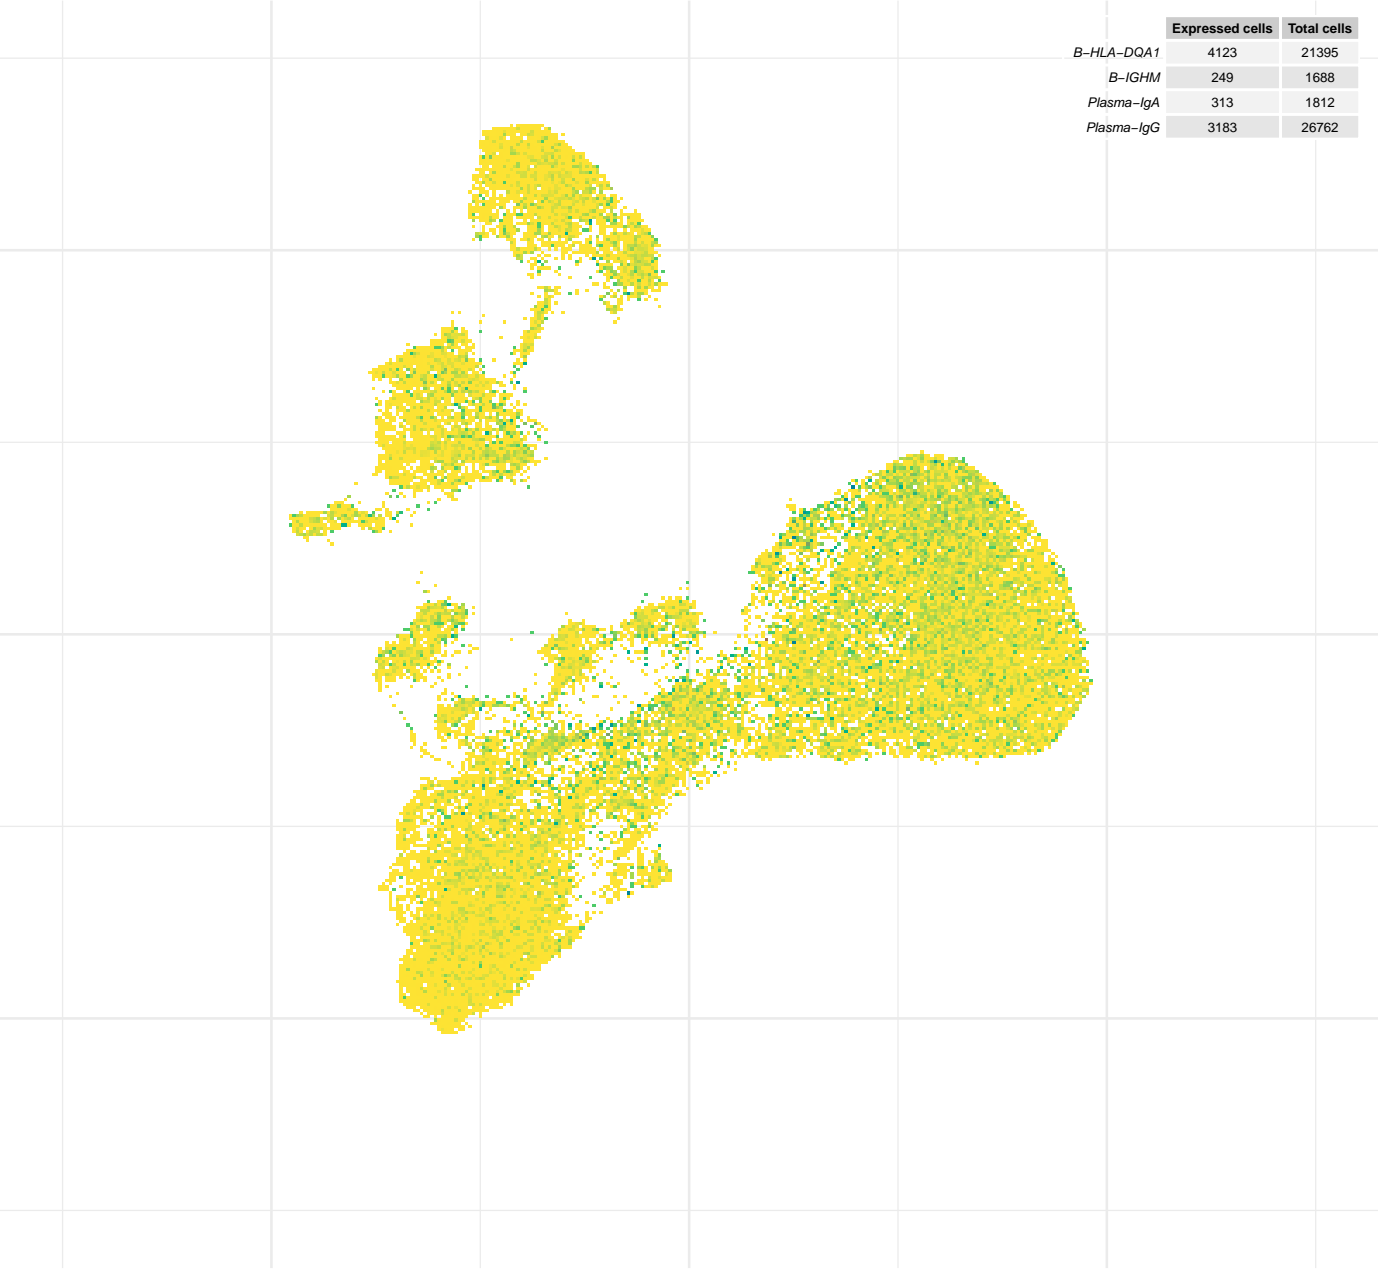 Expressed cells Total cells
B−HLA−DQA1 4123 21395
B−IGHM 249 1688
Plasma−IgA 313 1812
Plasma−IgG 3183 26762